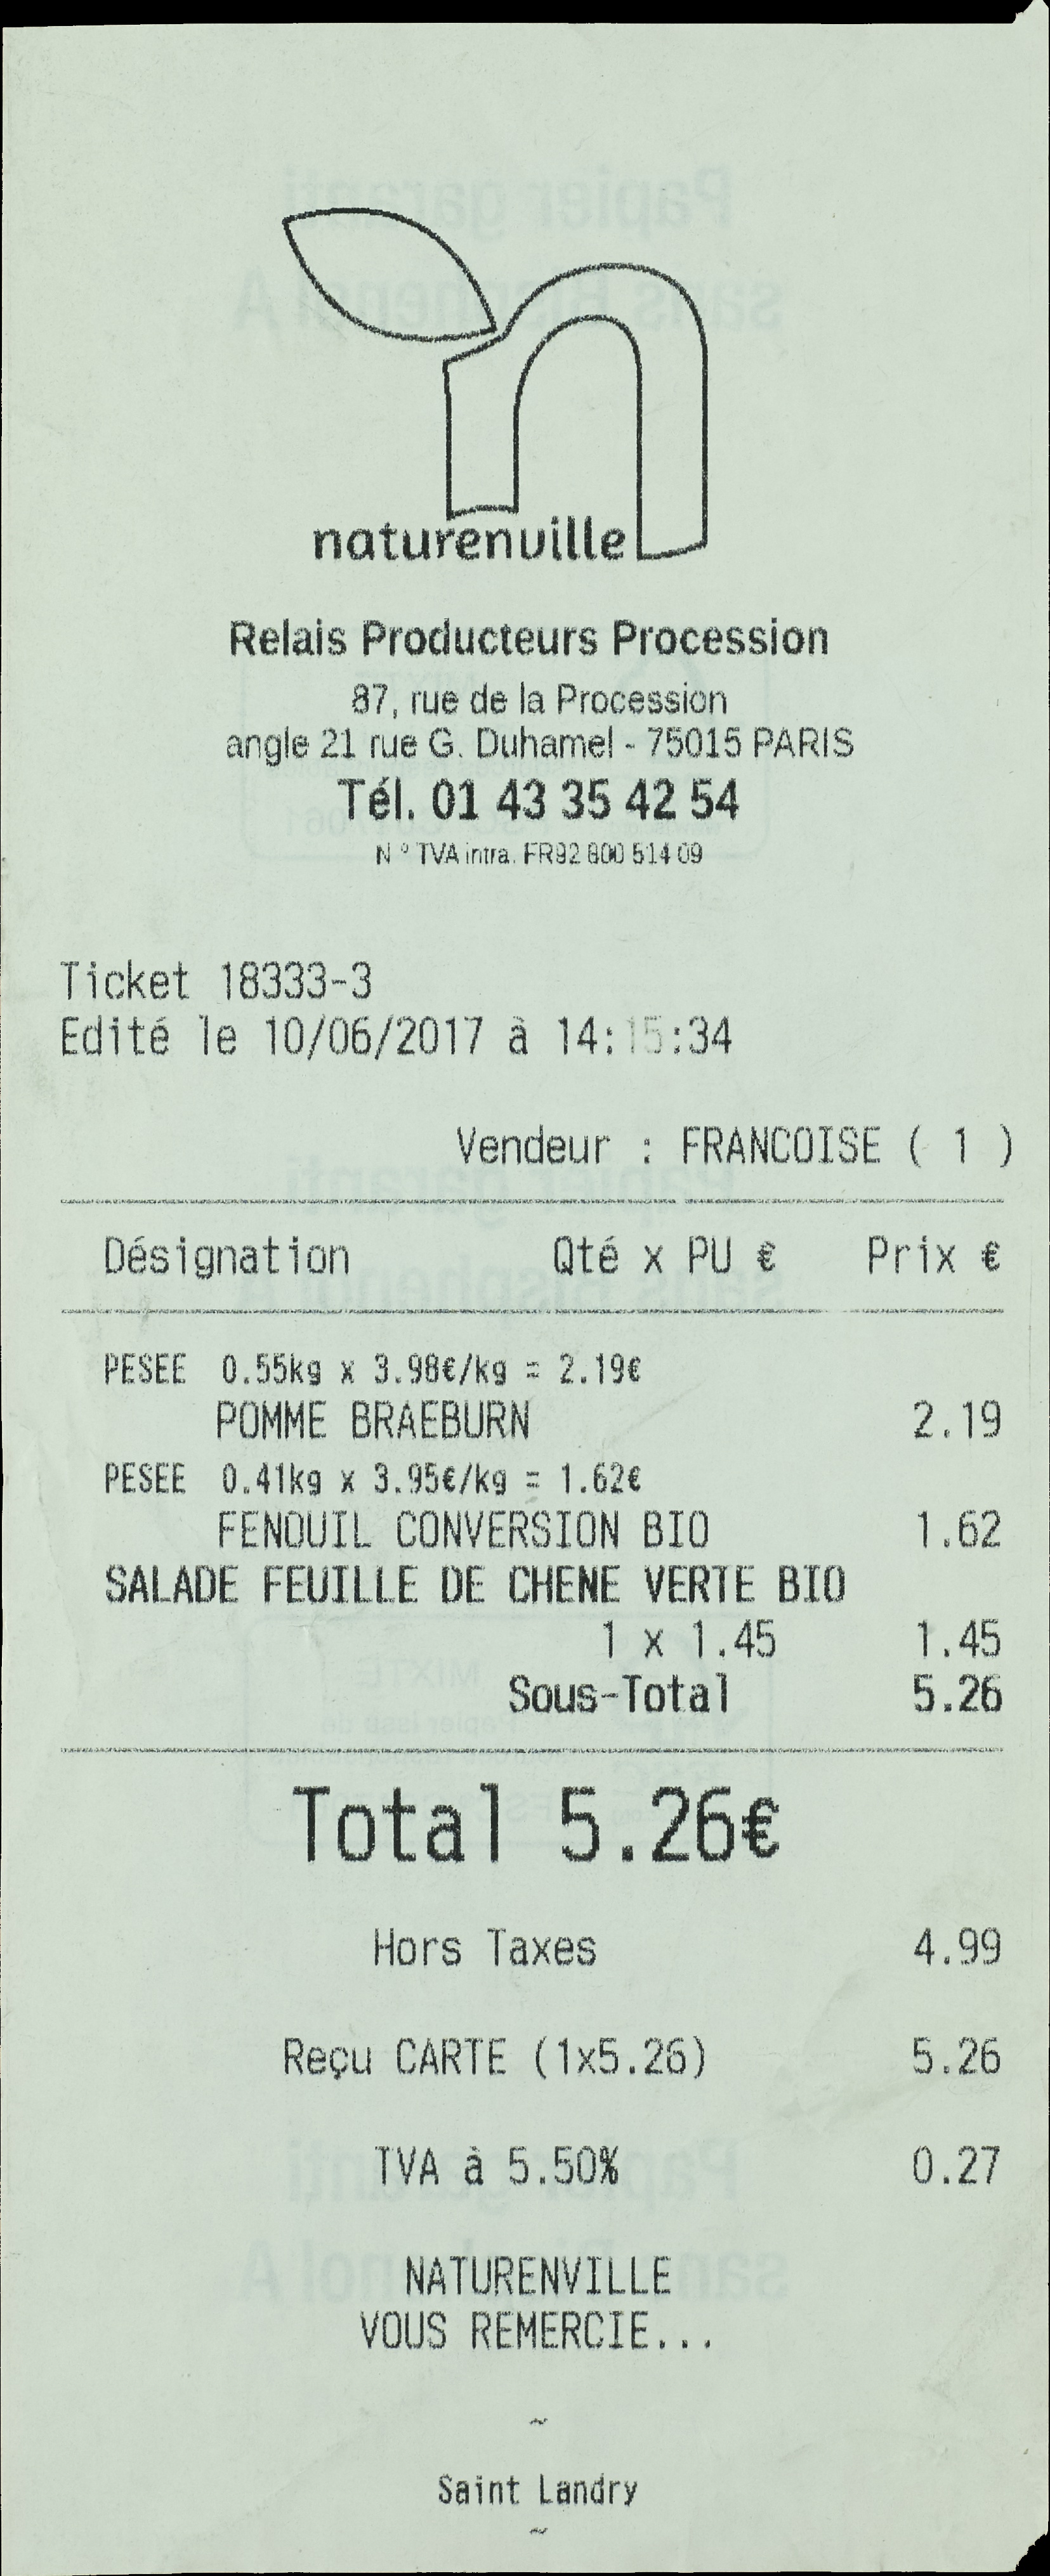 naturenville
Relais Producteurs Procession
87, rue de la Procession
angle 21 rue G. Duhamel - 75015 PARIS
Tél. 01 43 35 42 54
N ° TVA intra. FR92 800 514 09
Ticket 18333-3
Edité le 10/06/2017 à 14:15:34
Vendeur : FRANCOISE ( 1 )
Désignation Qté x PU € Prix €
PESEE 0.55kg x 3.98€/kg = 2.19€
POMME BRAEBURN 2.19
PESEE 0.41kg x 3.95€/kg = 1.62€
FENOUIL CONVERSION BIO 1.62
SALADE FEUILLE DE CHENE VERTE BIO
1 x 1.45 1.45
Sous-Total 5.26
Total 5.26€
Hors Taxes 4.99
Reçu CARTE (1x5.26) 5.26
TVA à 5.50% 0.27
NATURENVILLE
VOUS REMERCIE...
~
Saint Landry
~